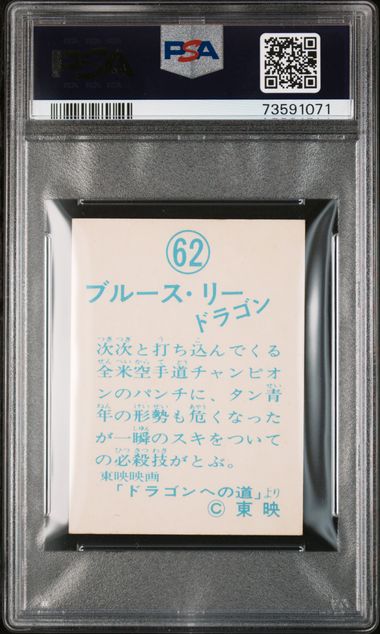 PSA
PSA
73591071
62
ブルース・リー
ドラゴン
次次と打ち込んでくる
全米空手道チャンピオ
ンのパンチに、タン青
年の形勢も危くなった
が一瞬のスキをついて
の必殺技がとぶ。
東映映画
「ドラゴンへの道」より
© 東映